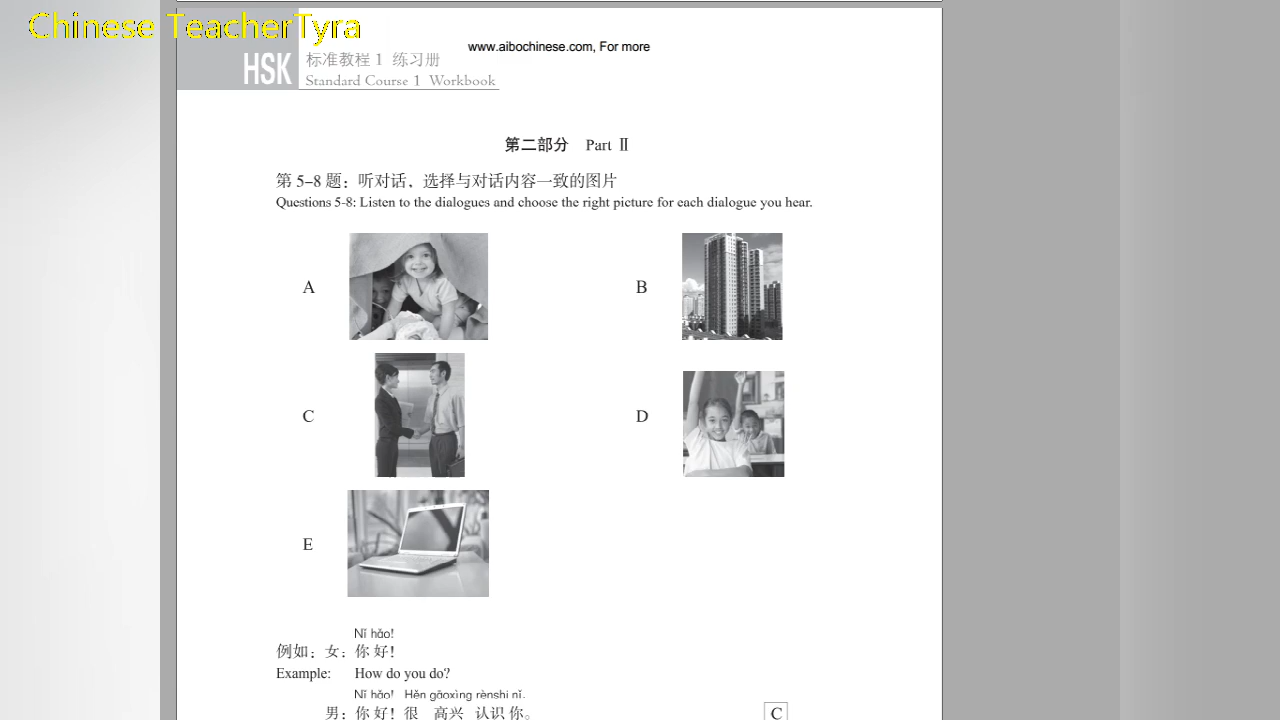 Chinese TeacherTyra
www.aibochinese.com, For more
HSK 标准教程 1 练习册
Standard Course 1 Workbook
第二部分 Part Ⅱ
第 5-8 题：听对话，选择与对话内容一致的图片
Questions 5-8: Listen to the dialogues and choose the right picture for each dialogue you hear.
A B
C D
E
Nǐ hǎo!
例如：女：你 好！
Example: How do you do?
Nǐ hǎo! Hěn gāoxìng rènshi nǐ.
男：你 好！很 高兴 认识 你。 C